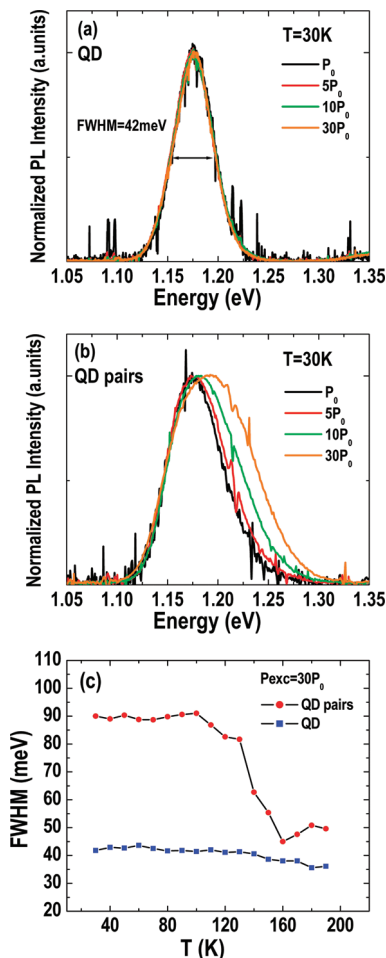 (a)
QD
T=30K
P₀
5P₀
10P₀
30P₀
FWHM=42meV
Normalized PL Intensity (a.units)
1.05 1.10 1.15 1.20 1.25 1.30 1.35
Energy (eV)
(b)
QD pairs
T=30K
P₀
5P₀
10P₀
30P₀
Normalized PL Intensity (a.units)
1.05 1.10 1.15 1.20 1.25 1.30 1.35
Energy (eV)
(c)
Pexc=30P₀
QD pairs
QD
FWHM (meV)
110
100
90
80
70
60
50
40
30
20
40 80 120 160 200
T (K)